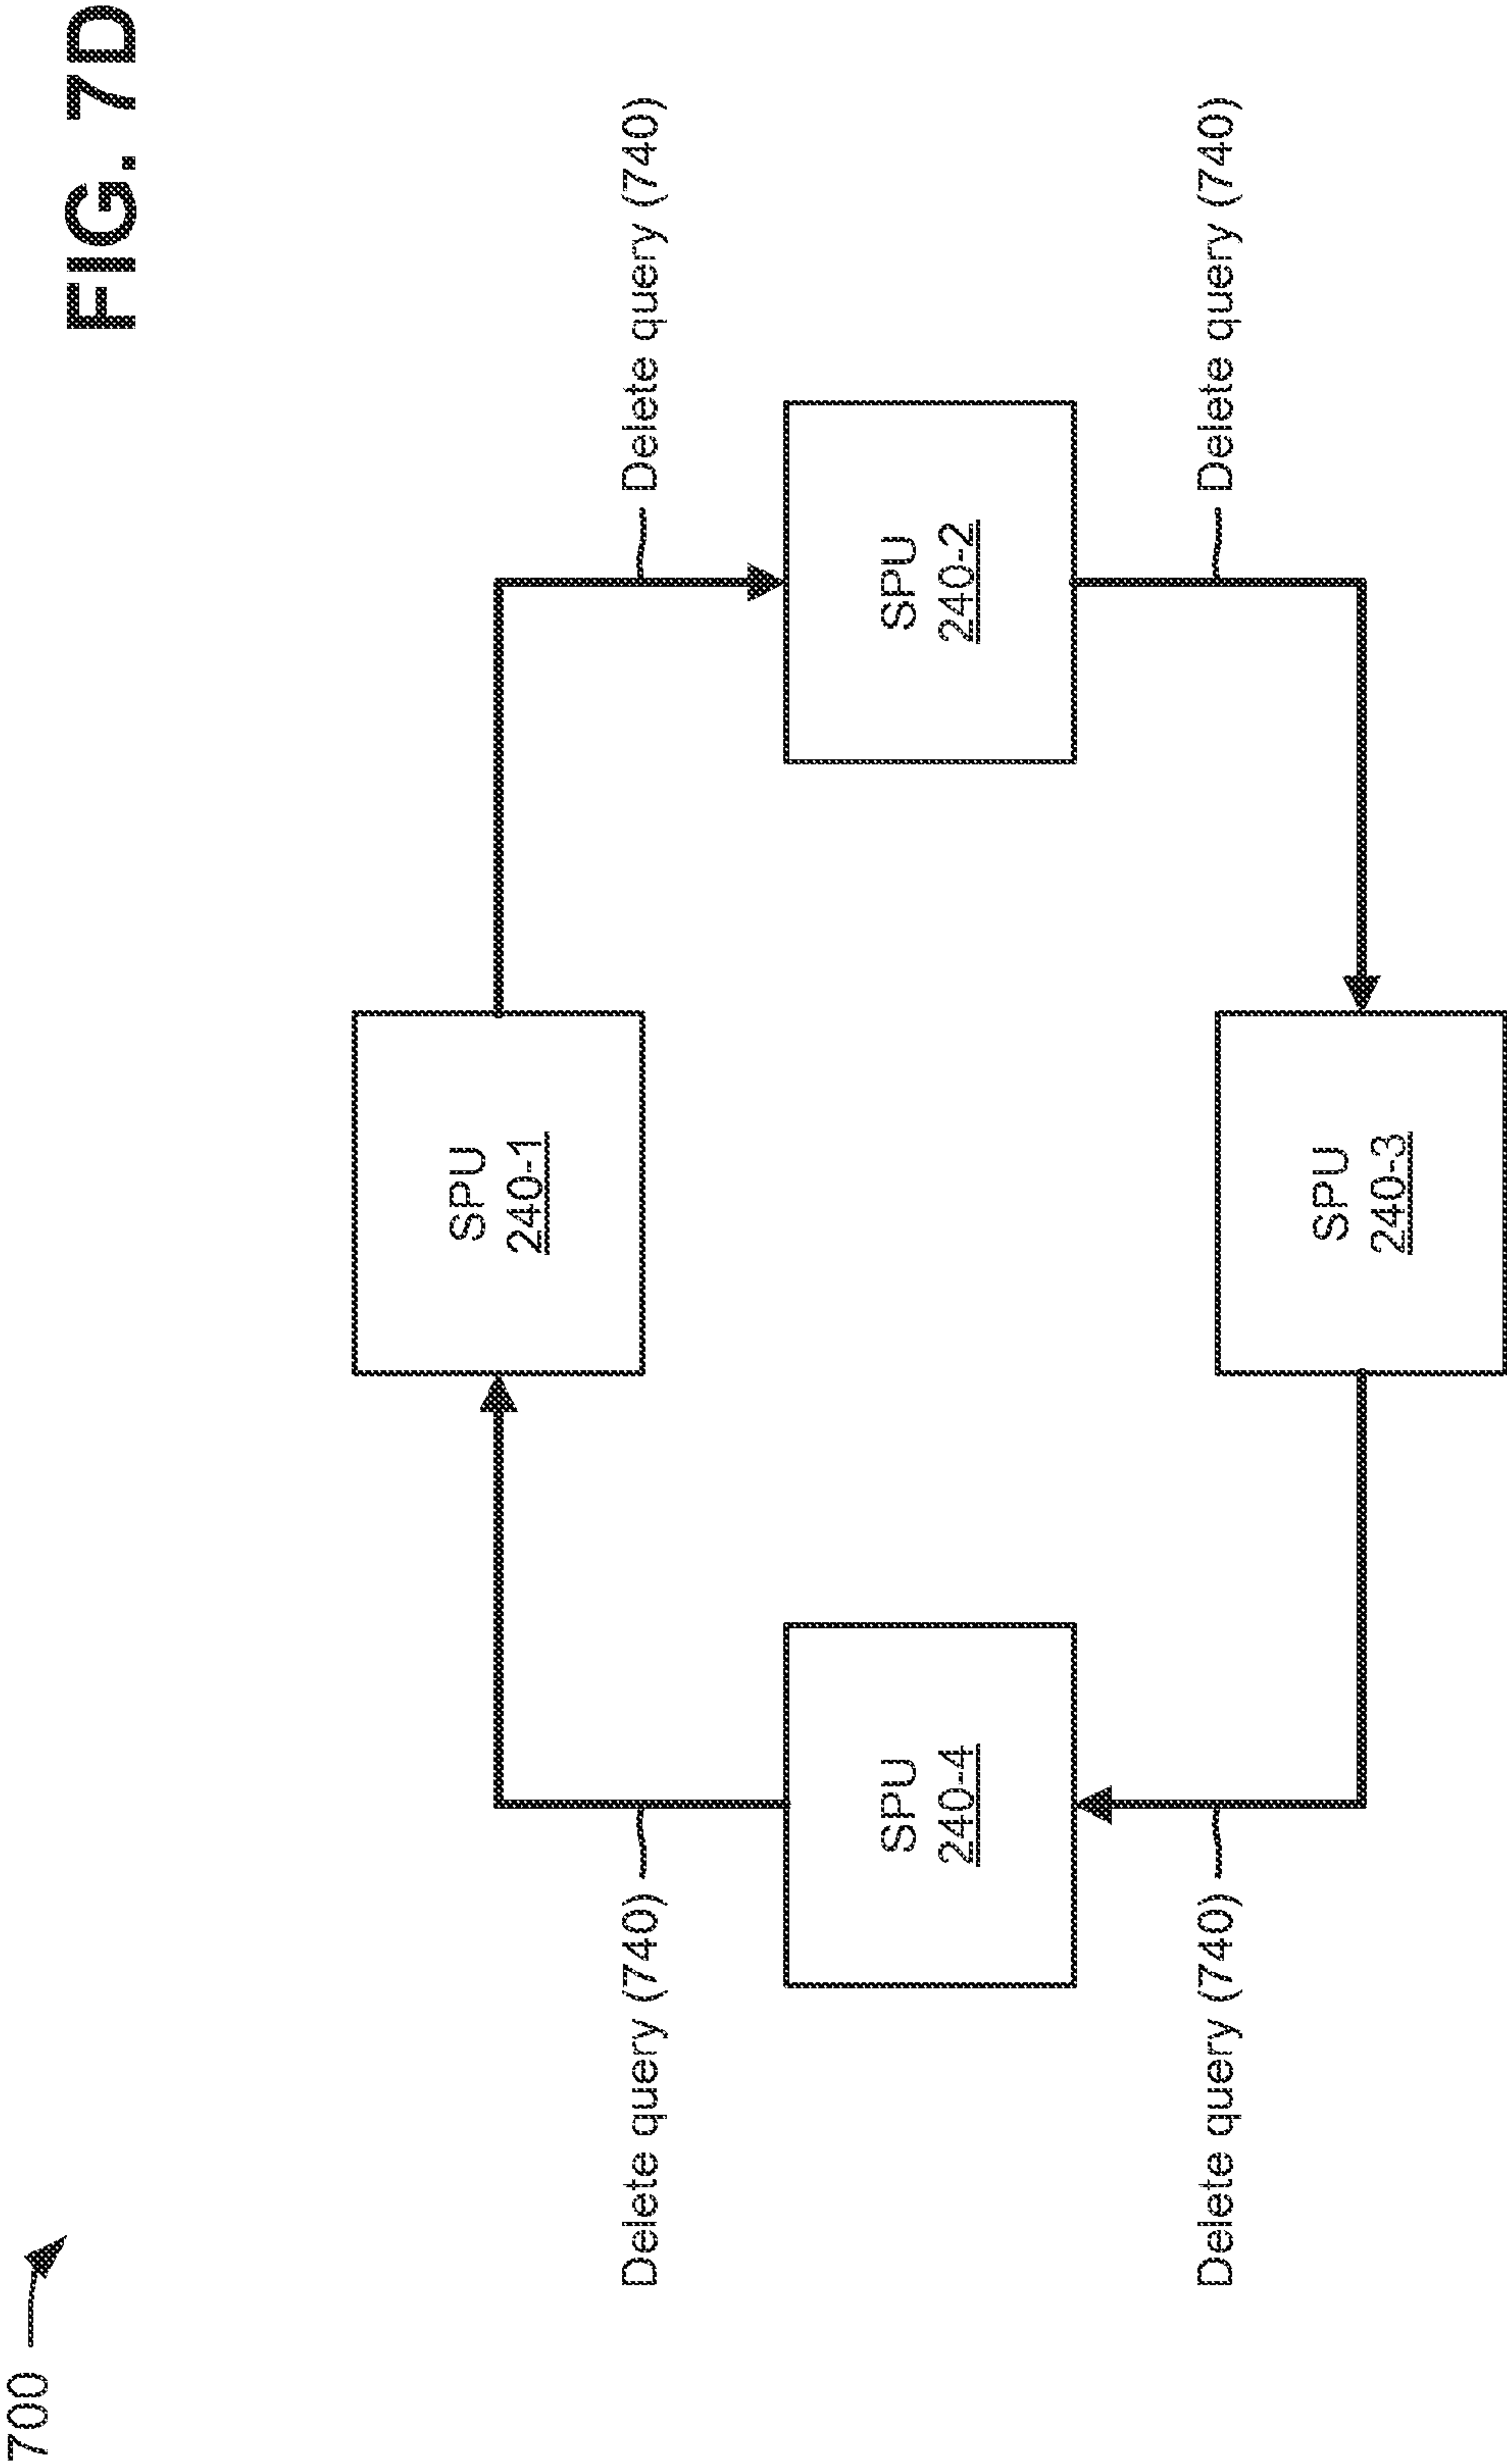 700
FIG. 7D
SPU
240-1
Delete query (740)
Delete query (740)
SPU
240-4
SPU
240-2
Delete query (740)
Delete query (740)
SPU
240-3